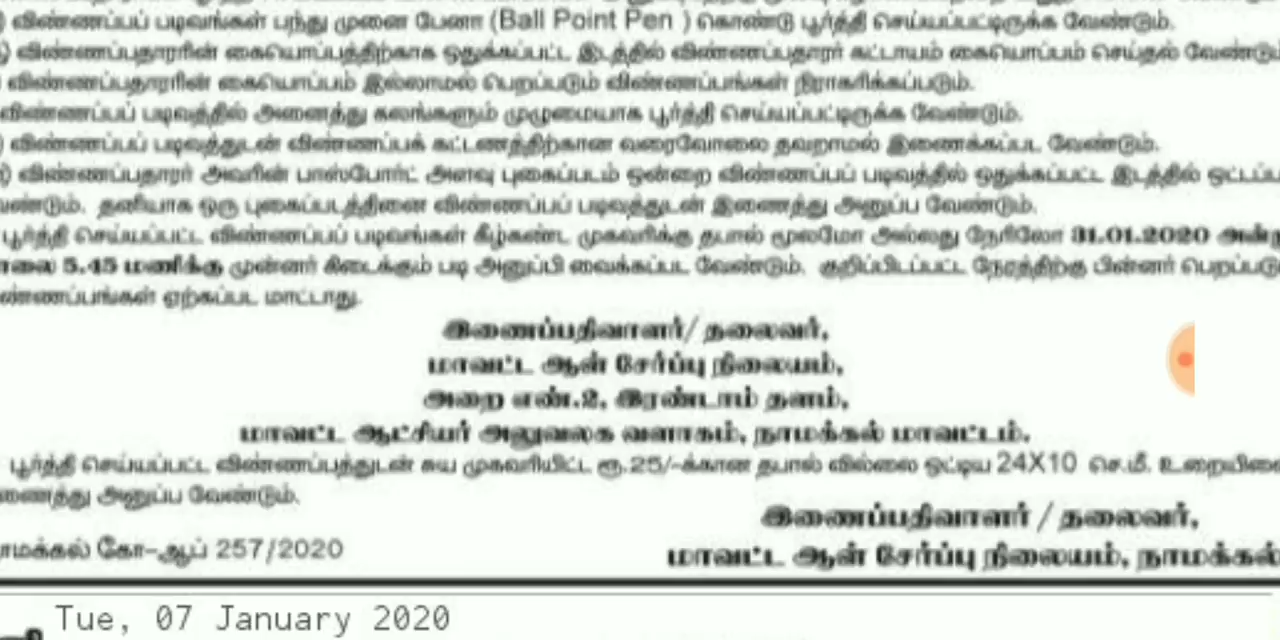 விண்ணப்பப் படிவங்கள் பந்து முனை பேனா (Ball Point Pen ) கொண்டு பூர்த்தி செய்யப்பட்டிருக்க வேண்டும்.
விண்ணப்பதாரரின் கையொப்பத்திற்காக ஒதுக்கப்பட்ட இடத்தில் விண்ணப்பதாரர் கட்டாயம் கையொப்பம் செய்தல் வேண்டும்
விண்ணப்பதாரரின் கையொப்பம் இல்லாமல் பெறப்படும் விண்ணப்பங்கள் நிராகரிக்கப்படும்.
விண்ணப்பப் படிவத்தில் அனைத்து கலங்களும் முழுமையாக பூர்த்தி செய்யப்பட்டிருக்க வேண்டும்.
விண்ணப்பப் படிவத்துடன் விண்ணப்பக் கட்டணத்திற்கான வரைவோலை தவறாமல் இணைக்கப்பட வேண்டும்.
விண்ணப்பதாரர் அவரின் பாஸ்போர்ட் அளவு புகைப்படம் ஒன்றை விண்ணப்பப் படிவத்தில் ஒதுக்கப்பட்ட இடத்தில் ஒட்டப்ப
வேண்டும். தனியாக ஒரு புகைப்படத்தினை விண்ணப்பப் படிவத்துடன் இணைத்து அனுப்ப வேண்டும்.
பூர்த்தி செய்யப்பட்ட விண்ணப்பப் படிவங்கள் கீழ்கண்ட முகவரிக்கு தபால் மூலமோ அல்லது நேரிலோ 31.01.2020 அன்று
மாலை 5.45 மணிக்கு முன்னர் கிடைக்கும் படி அனுப்பி வைக்கப்பட வேண்டும். குறிப்பிடப்பட்ட நேரத்திற்கு பின்னர் பெறப்படு
ண்ணப்பங்கள் ஏற்கப்பட மாட்டாது.
இணைப்பதிவாளர்/ தலைவர்,
மாவட்ட ஆள் சேர்ப்பு நிலையம்,
அறை எண்.2, இரண்டாம் தளம்,
மாவட்ட ஆட்சியர் அலுவலக வளாகம், நாமக்கல் மாவட்டம்.
பூர்த்தி செய்யப்பட்ட விண்ணப்பத்துடன் சுய முகவரியிட்ட ரூ.25/-க்கான தபால் வில்லை ஒட்டிய 24X10 செ.மீ. உறையினை
ணைத்து அனுப்ப வேண்டும்.
இணைப்பதிவாளர் / தலைவர்,
ாமக்கல் கோ-ஆப் 257/2020
மாவட்ட ஆள் சேர்ப்பு நிலையம், நாமக்கல்
Tue, 07 January 2020